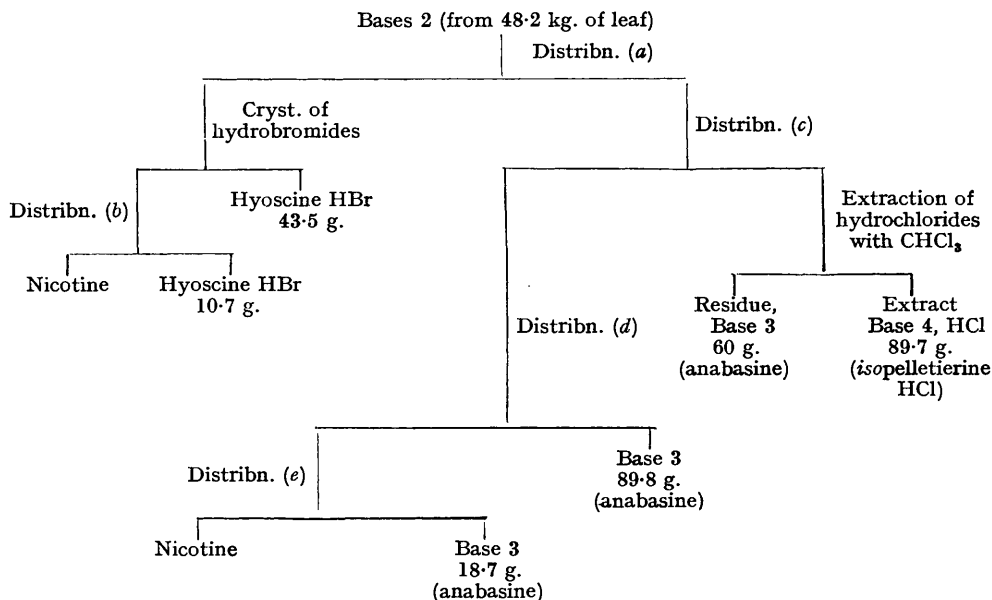 Bases 2 (from 48·2 kg. of leaf)
Distribn. (a)
Cryst. of
hydrobromides
Distribn. (c)
Distribn. (b)
Hyoscine HBr
43·5 g.
Extraction of
hydrochlorides
with CHCl₃
Nicotine
Hyoscine HBr
10·7 g.
Distribn. (d)
Residue,
Base 3
60 g.
(anabasine)
Extract
Base 4, HCl
89·7 g.
(isopelletierine
HCl)
Distribn. (e)
Base 3
89·8 g.
(anabasine)
Nicotine
Base 3
18·7 g.
(anabasine)